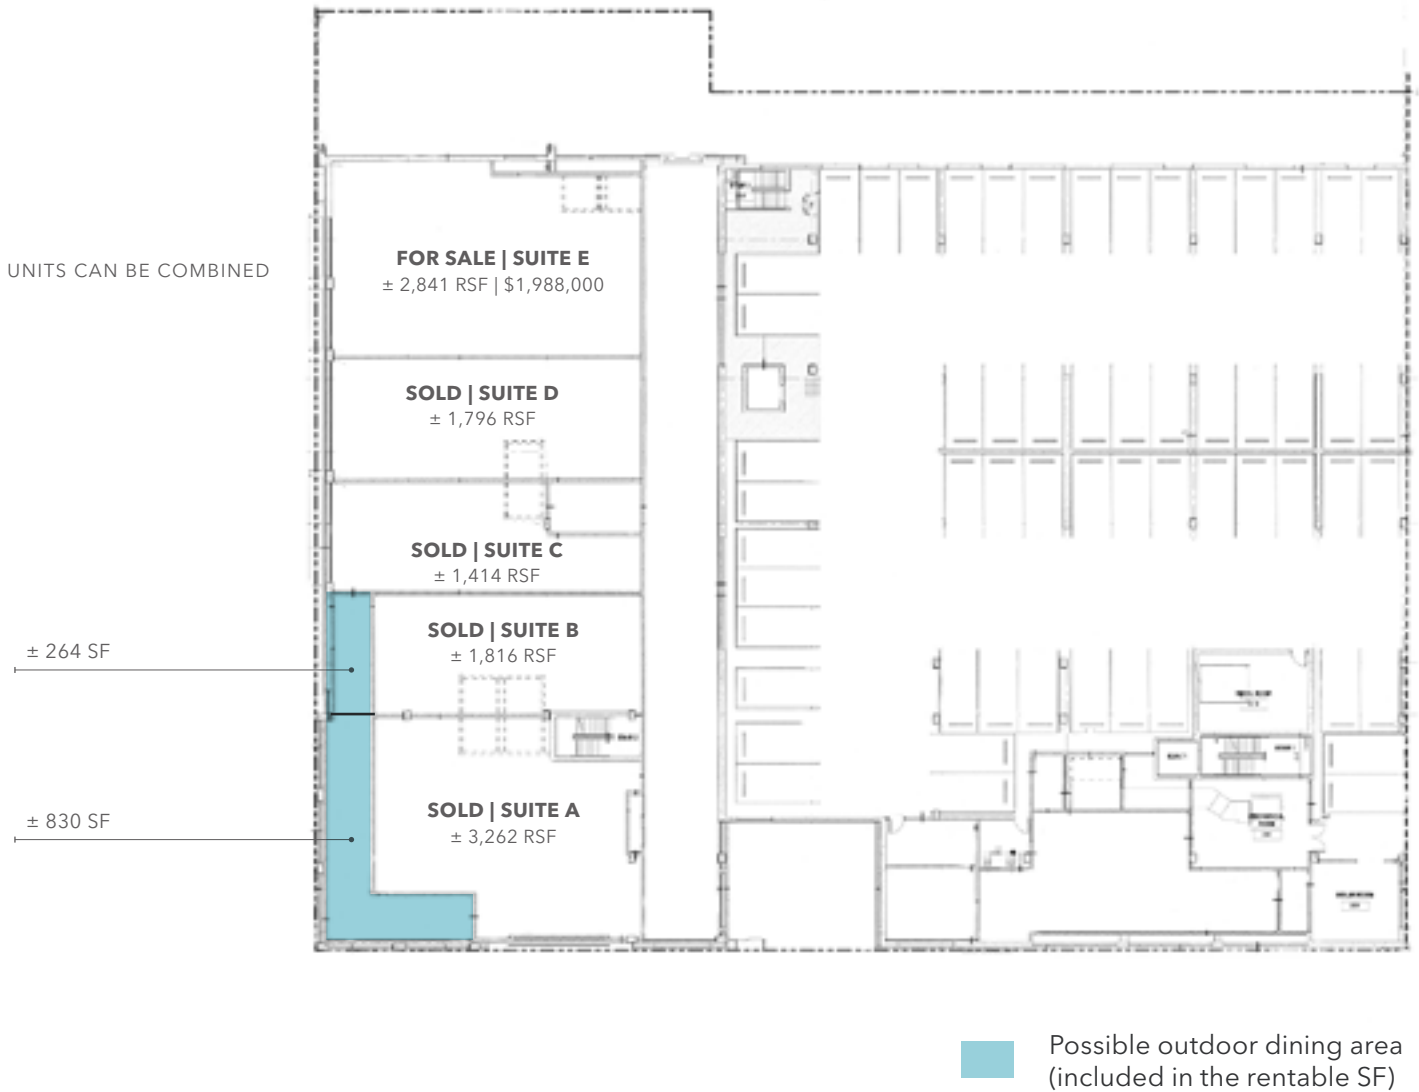 UNITS CAN BE COMBINED
FOR SALE | SUITE E
± 2,841 RSF | $1,988,000
SOLD | SUITE D
± 1,796 RSF
SOLD | SUITE C
± 1,414 RSF
SOLD | SUITE B
± 1,816 RSF
± 264 SF
SOLD | SUITE A
± 3,262 RSF
± 830 SF
Possible outdoor dining area
(included in the rentable SF)